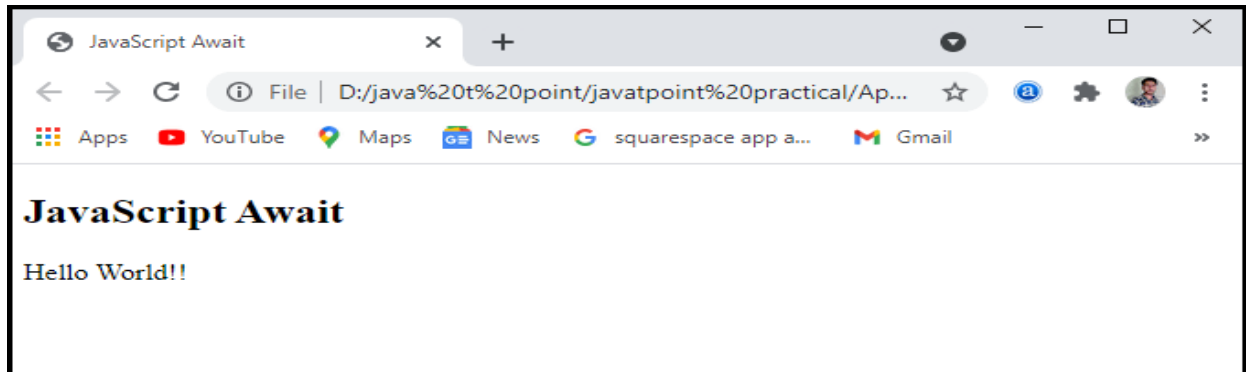 JavaScript Await
File | D:/java%20t%20point/javatpoint%20practical/Ap...
Apps YouTube Maps News squarespace app a... Gmail
JavaScript Await
Hello World!!